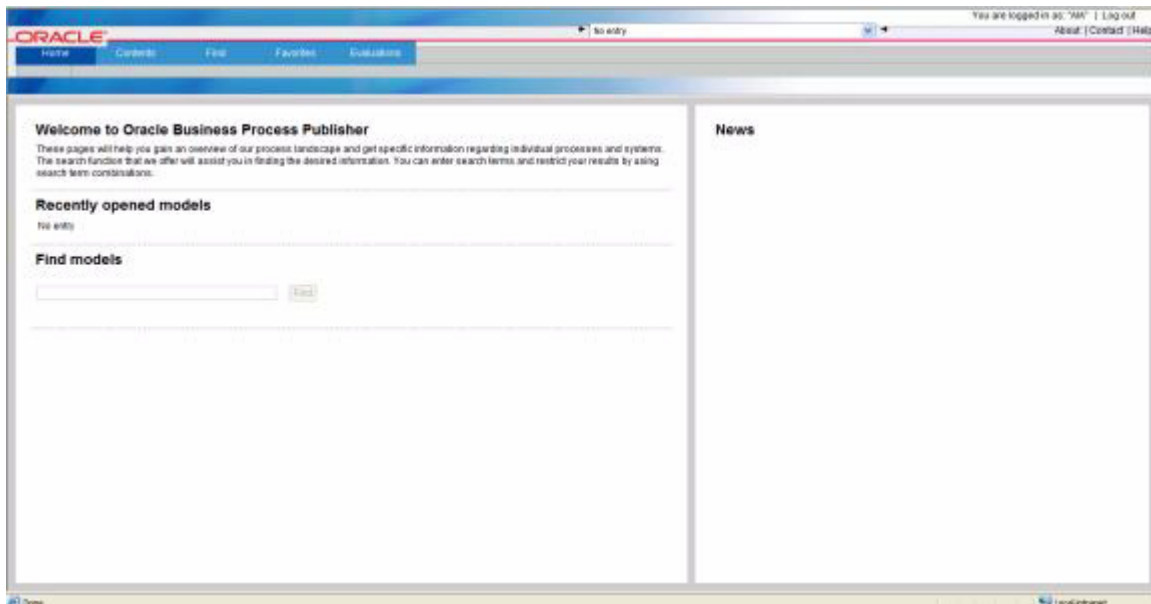 You are logged in as: "AIA" | Log out
ORACLE
No entry
About | Contact | Help
Home Contents Find Favorites Evaluations
Welcome to Oracle Business Process Publisher
These pages will help you gain an overview of our process landscape and get specific information regarding individual processes and systems.
The search function that we offer will assist you in finding the desired information. You can enter search terms and restrict your results by using
search term combinations.
Recently opened models
No entry
Find models
Find
News
Done
Local intranet